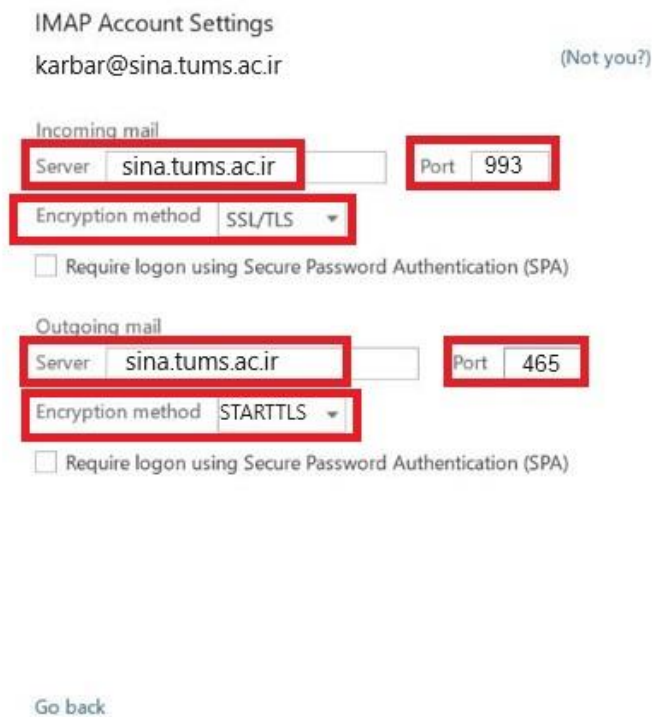 IMAP Account Settings
karbar@sina.tums.ac.ir (Not you?)
Incoming mail
Server sina.tums.ac.ir Port 993
Encryption method SSL/TLS
Require logon using Secure Password Authentication (SPA)
Outgoing mail
Server sina.tums.ac.ir Port 465
Encryption method STARTTLS
Require logon using Secure Password Authentication (SPA)
Go back